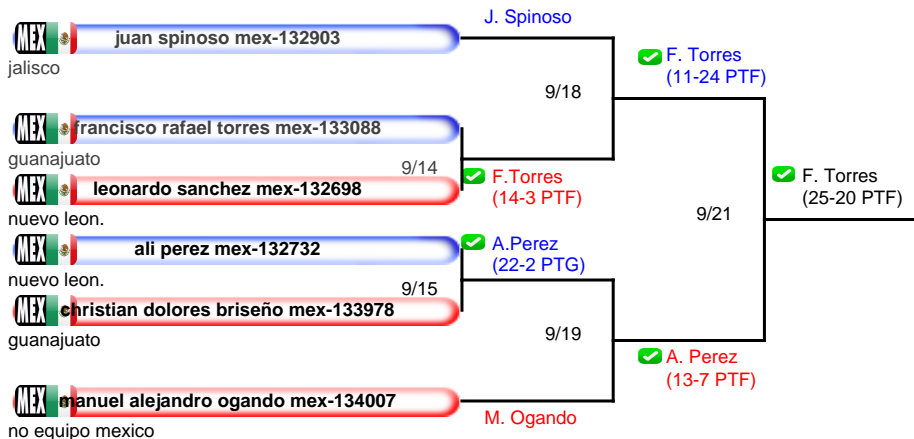 J. Spinoso
MEX juan spinoso mex-132903
jalisco
9/18
F. Torres
(11-24 PTF)
MEX francisco rafael torres mex-133088
guanajuato
9/14
F.Torres
(14-3 PTF)
MEX leonardo sanchez mex-132698
nuevo leon.
F. Torres
(25-20 PTF)
9/21
MEX ali perez mex-132732
nuevo leon.
A.Perez
(22-2 PTG)
9/15
MEX christian dolores briseño mex-133978
guanajuato
9/19
A. Perez
(13-7 PTF)
MEX manuel alejandro ogando mex-134007
no equipo mexico
M. Ogando